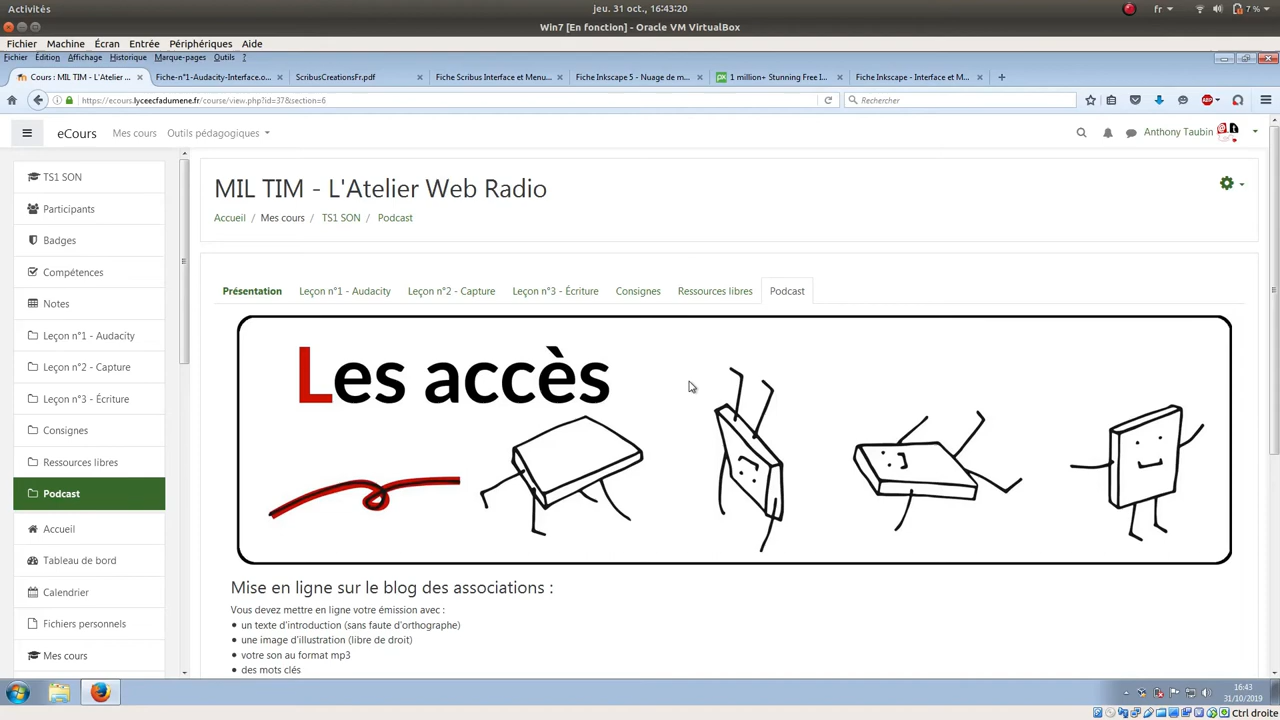 Activités
jeu. 31 oct., 16:43:20
fr
7 %
Win7 [En fonction] - Oracle VM VirtualBox
Fichier Machine Écran Entrée Périphériques Aide
Fichier Édition Affichage Historique Marque-pages Outils ?
Cours : MIL TIM - L'Atelier ...
Fiche-n°1-Audacity-Interface.o...
ScribusCreationsFr.pdf
Fiche Scribus Interface et Menu...
Fiche Inkscape 5 - Nuage de m...
px
1 million+ Stunning Free I...
Fiche Inkscape - Interface et M...
https://ecours.lyceecfadumene.fr/course/view.php?id=37&section=6
Rechercher
ABP
eCours Mes cours Outils pédagogiques
Anthony Taubin
TS1 SON
Participants
Badges
Compétences
Notes
Leçon n°1 - Audacity
Leçon n°2 - Capture
Leçon n°3 - Écriture
Consignes
Ressources libres
Podcast
Accueil
Tableau de bord
Calendrier
Fichiers personnels
Mes cours
MIL TIM - L'Atelier Web Radio
Accueil / Mes cours / TS1 SON / Podcast
Présentation Leçon n°1 - Audacity Leçon n°2 - Capture Leçon n°3 - Écriture Consignes Ressources libres Podcast
Les accès
Mise en ligne sur le blog des associations :
Vous devez mettre en ligne votre émission avec :
• un texte d'introduction (sans faute d'orthographe)
• une image d'illustration (libre de droit)
• votre son au format mp3
• des mots clés
16:43
31/10/2019
Ctrl droite